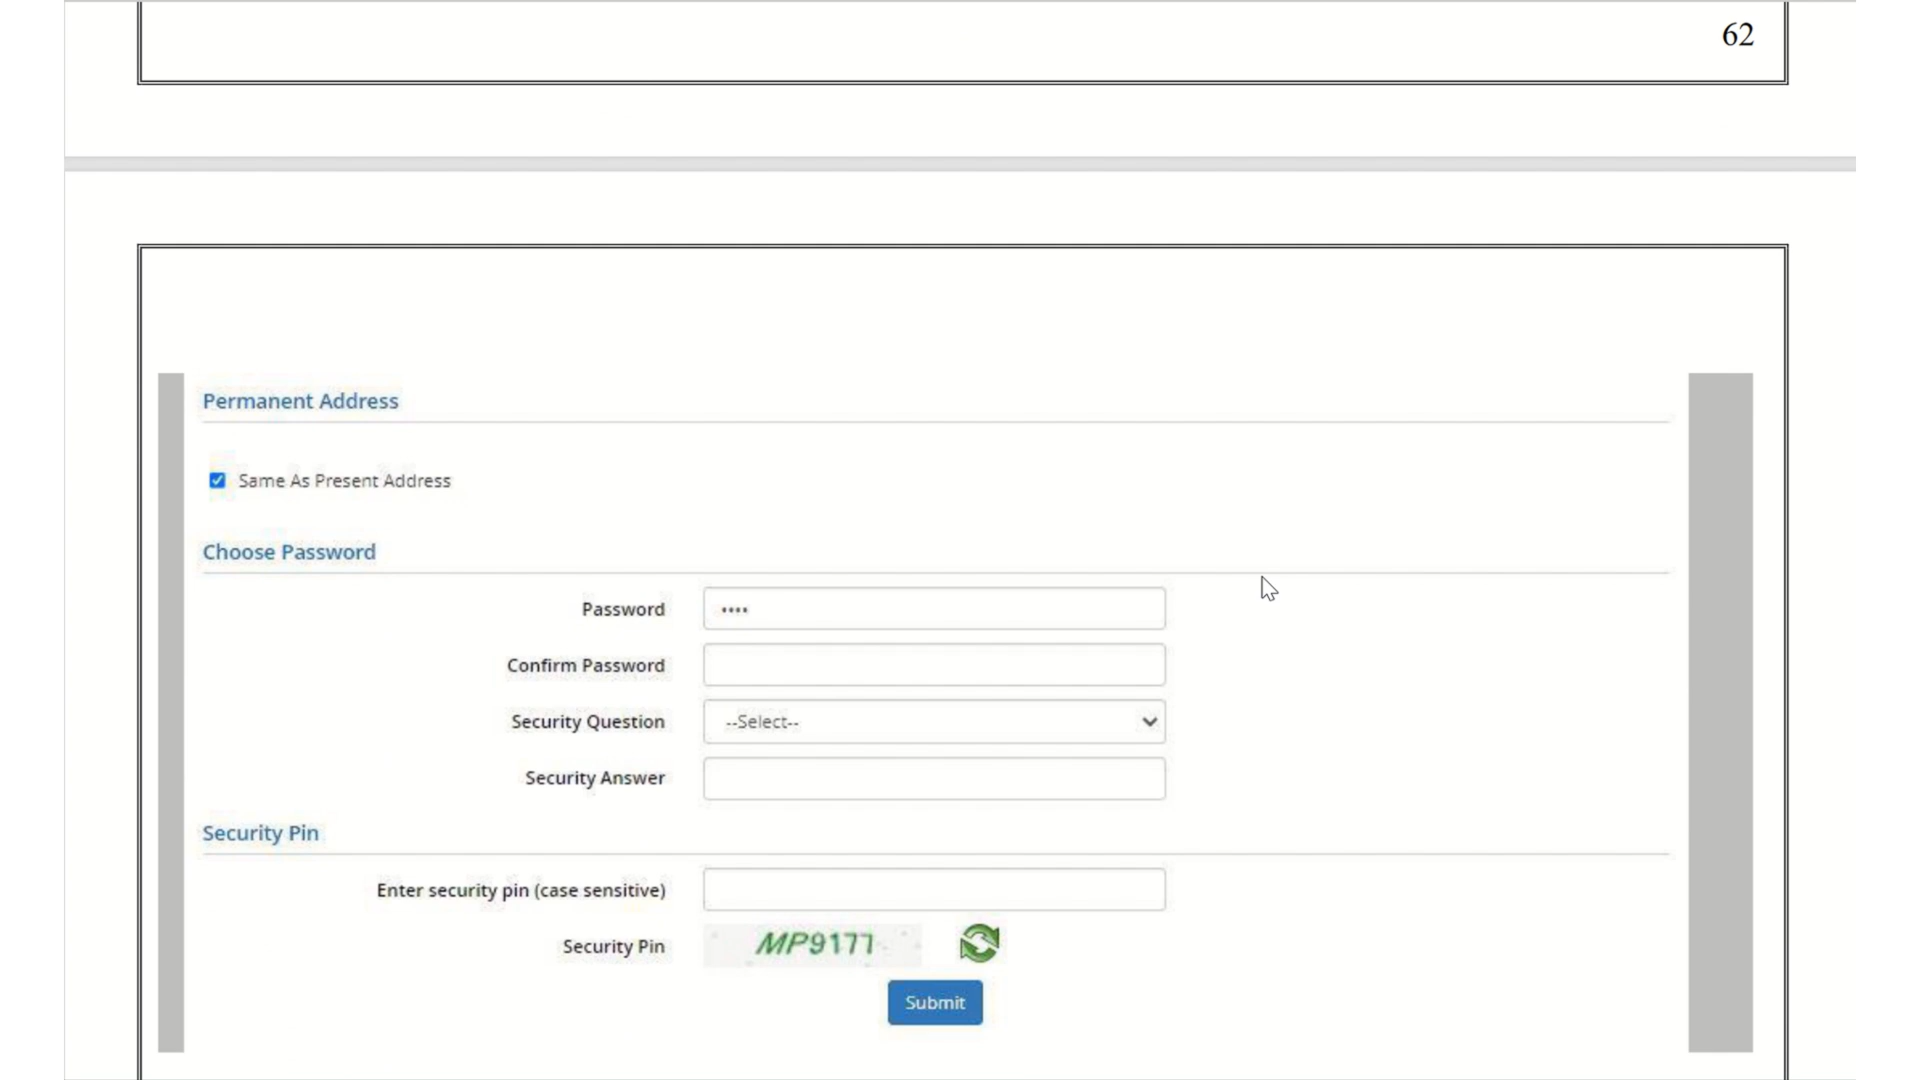 62
Permanent Address
Same As Present Address
Choose Password
Password ••••
Confirm Password
Security Question --Select--
Security Answer
Security Pin
Enter security pin (case sensitive)
Security Pin MP9177
Submit